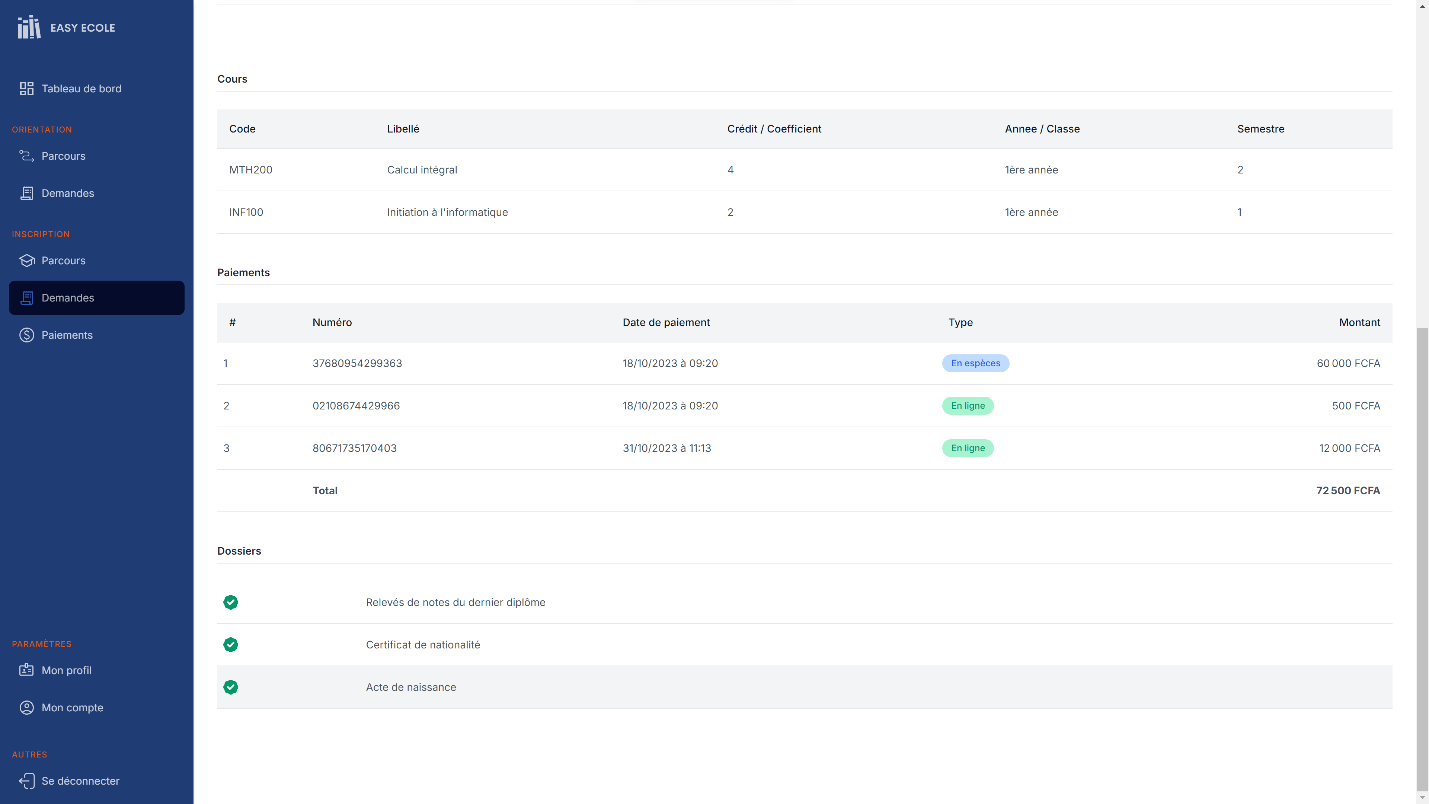 EASY ECOLE
Tableau de bord
ORIENTATION
Parcours
Demandes
INSCRIPTION
Parcours
Demandes
Paiements
PARAMÈTRES
Mon profil
Mon compte
AUTRES
Se déconnecter
Cours
Code Libellé Crédit / Coefficient Annee / Classe Semestre
MTH200 Calcul intégral 4 1ère année 2
INF100 Initiation à l'informatique 2 1ère année 1
Paiements
# Numéro Date de paiement Type Montant
1 37680954299363 18/10/2023 à 09:20 En espèces 60 000 FCFA
2 02108674429966 18/10/2023 à 09:20 En ligne 500 FCFA
3 80671735170403 31/10/2023 à 11:13 En ligne 12 000 FCFA
Total 72 500 FCFA
Dossiers
Relevés de notes du dernier diplôme
Certificat de nationalité
Acte de naissance